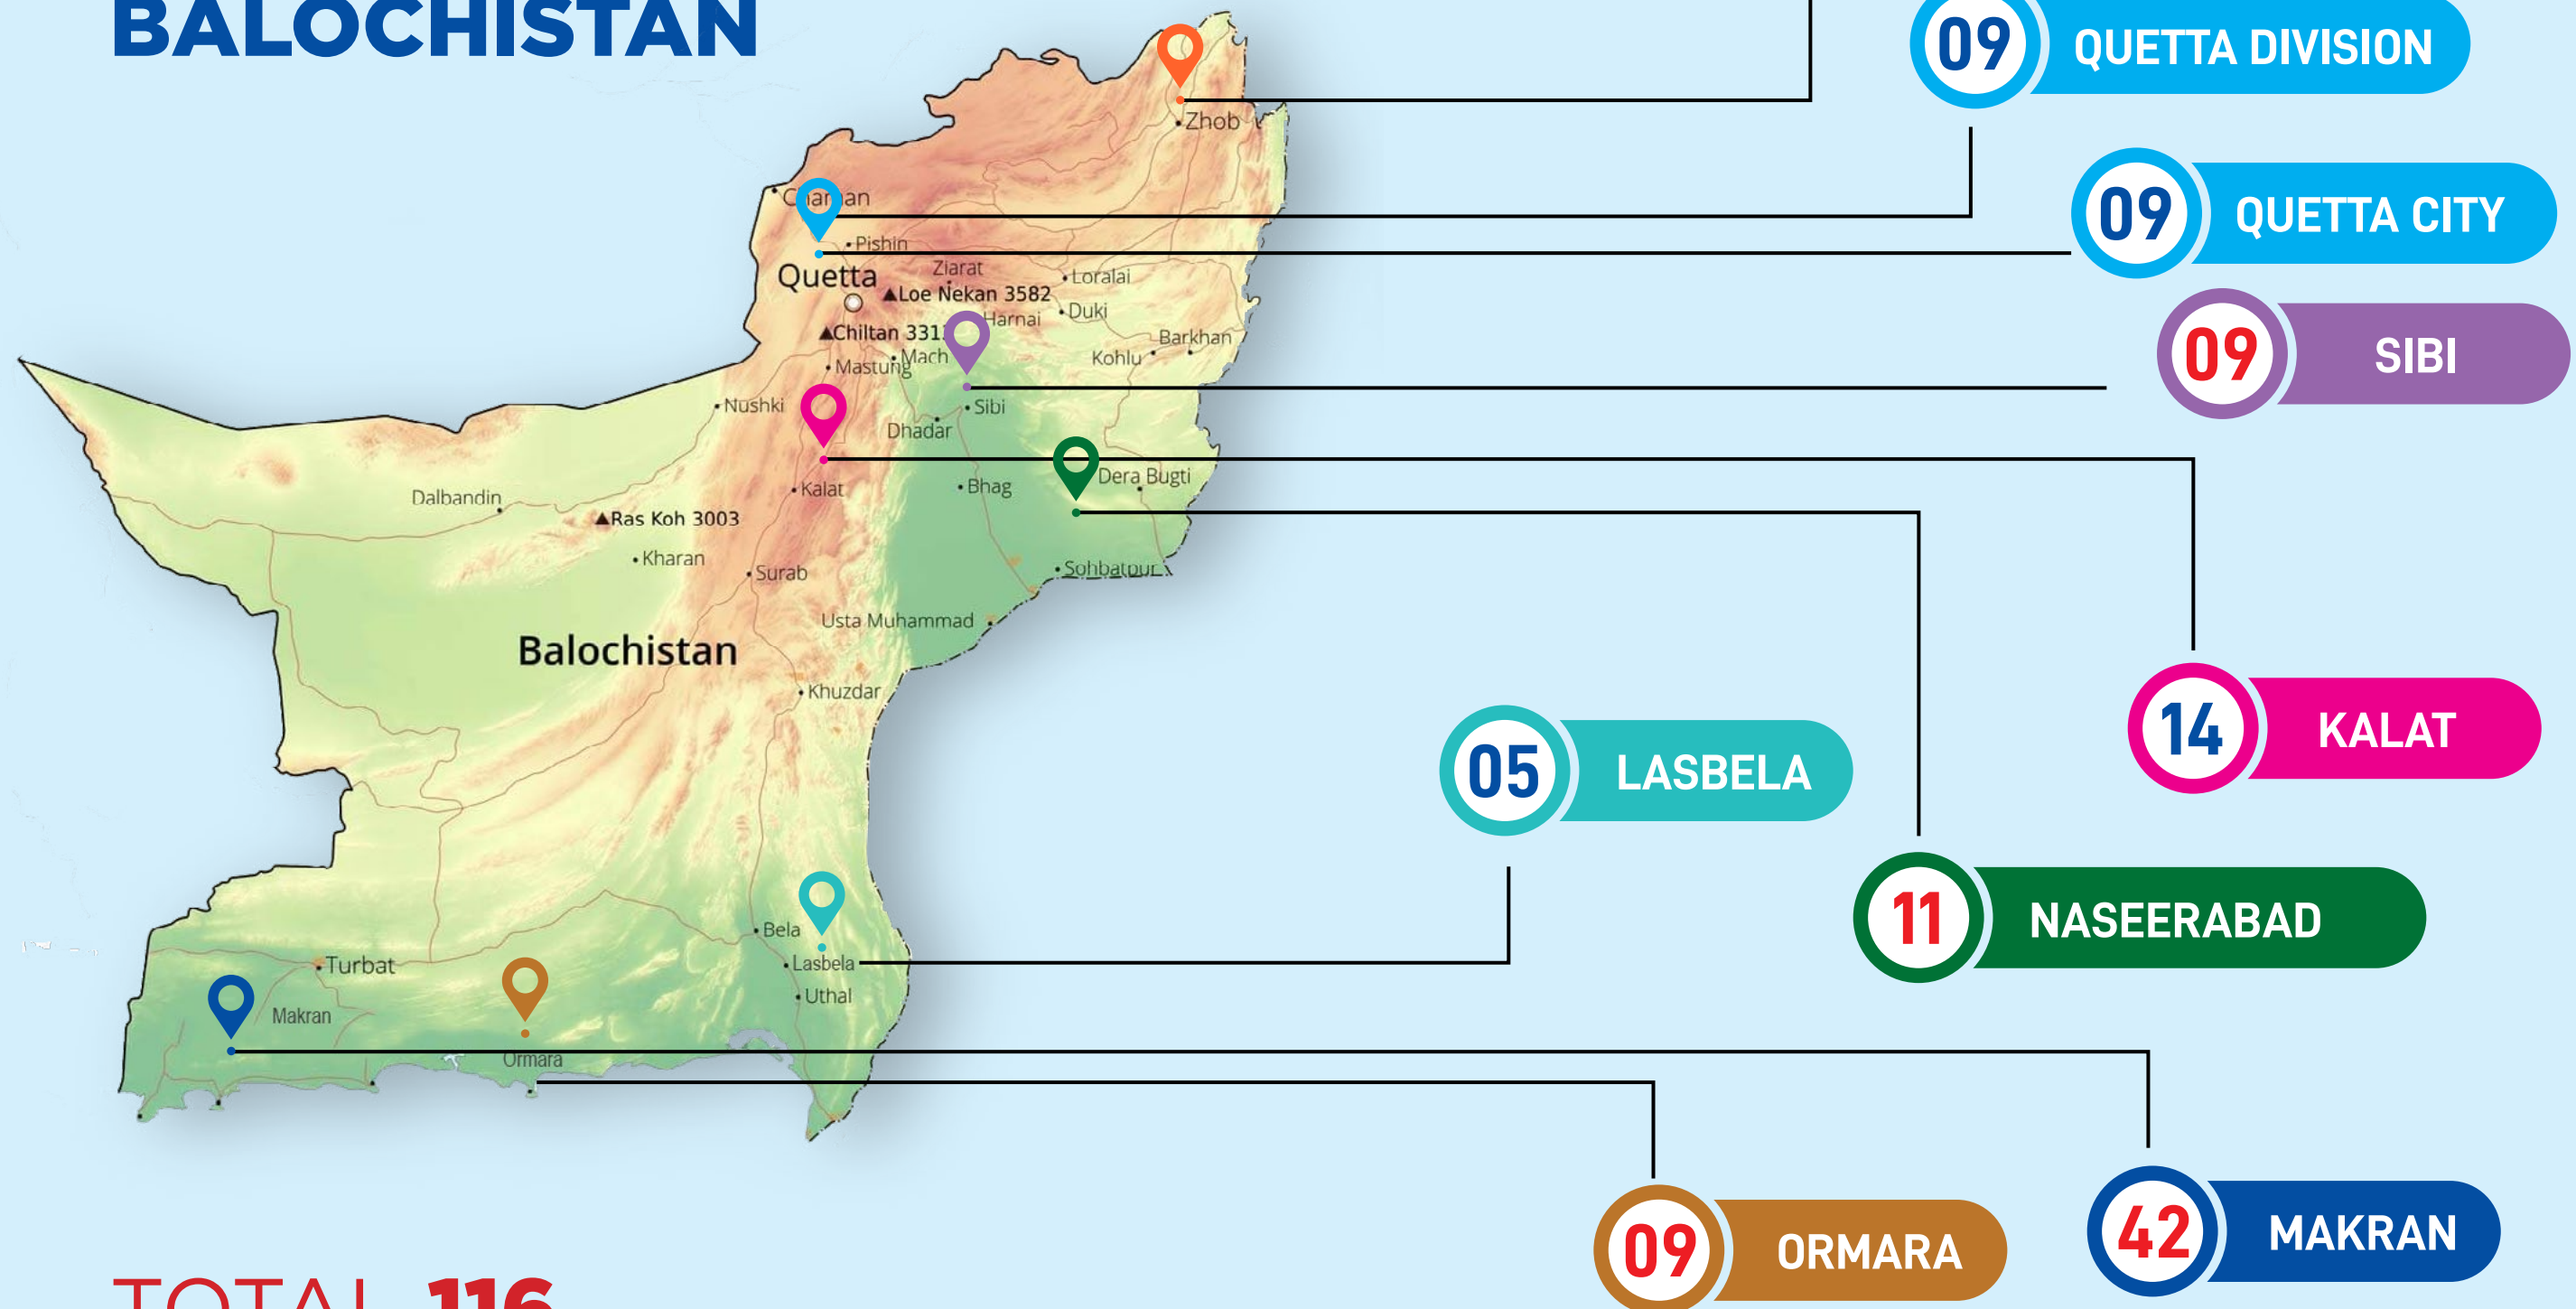 BALOCHISTAN
09 QUETTA DIVISION
Zhob
09 QUETTA CITY
Chaman
Pishin
Quetta
Ziarat
Loralai
▲Loe Nekan 3582
Duki
Harnai
▲Chiltan 331
Barkhan
09 SIBI
Mach
Kohlu
Mastung
Nushki
Sibi
Dhadar
Dera Bugti
Kalat
Bhag
Dalbandin
▲Ras Koh 3003
Kharan
Surab
Sohbatpur
Usta Muhammad
Balochistan
Khuzdar
14 KALAT
05 LASBELA
11 NASEERABAD
Bela
Turbat
Lasbela
Uthal
Makran
Ormara
42 MAKRAN
09 ORMARA
TOTAL 116